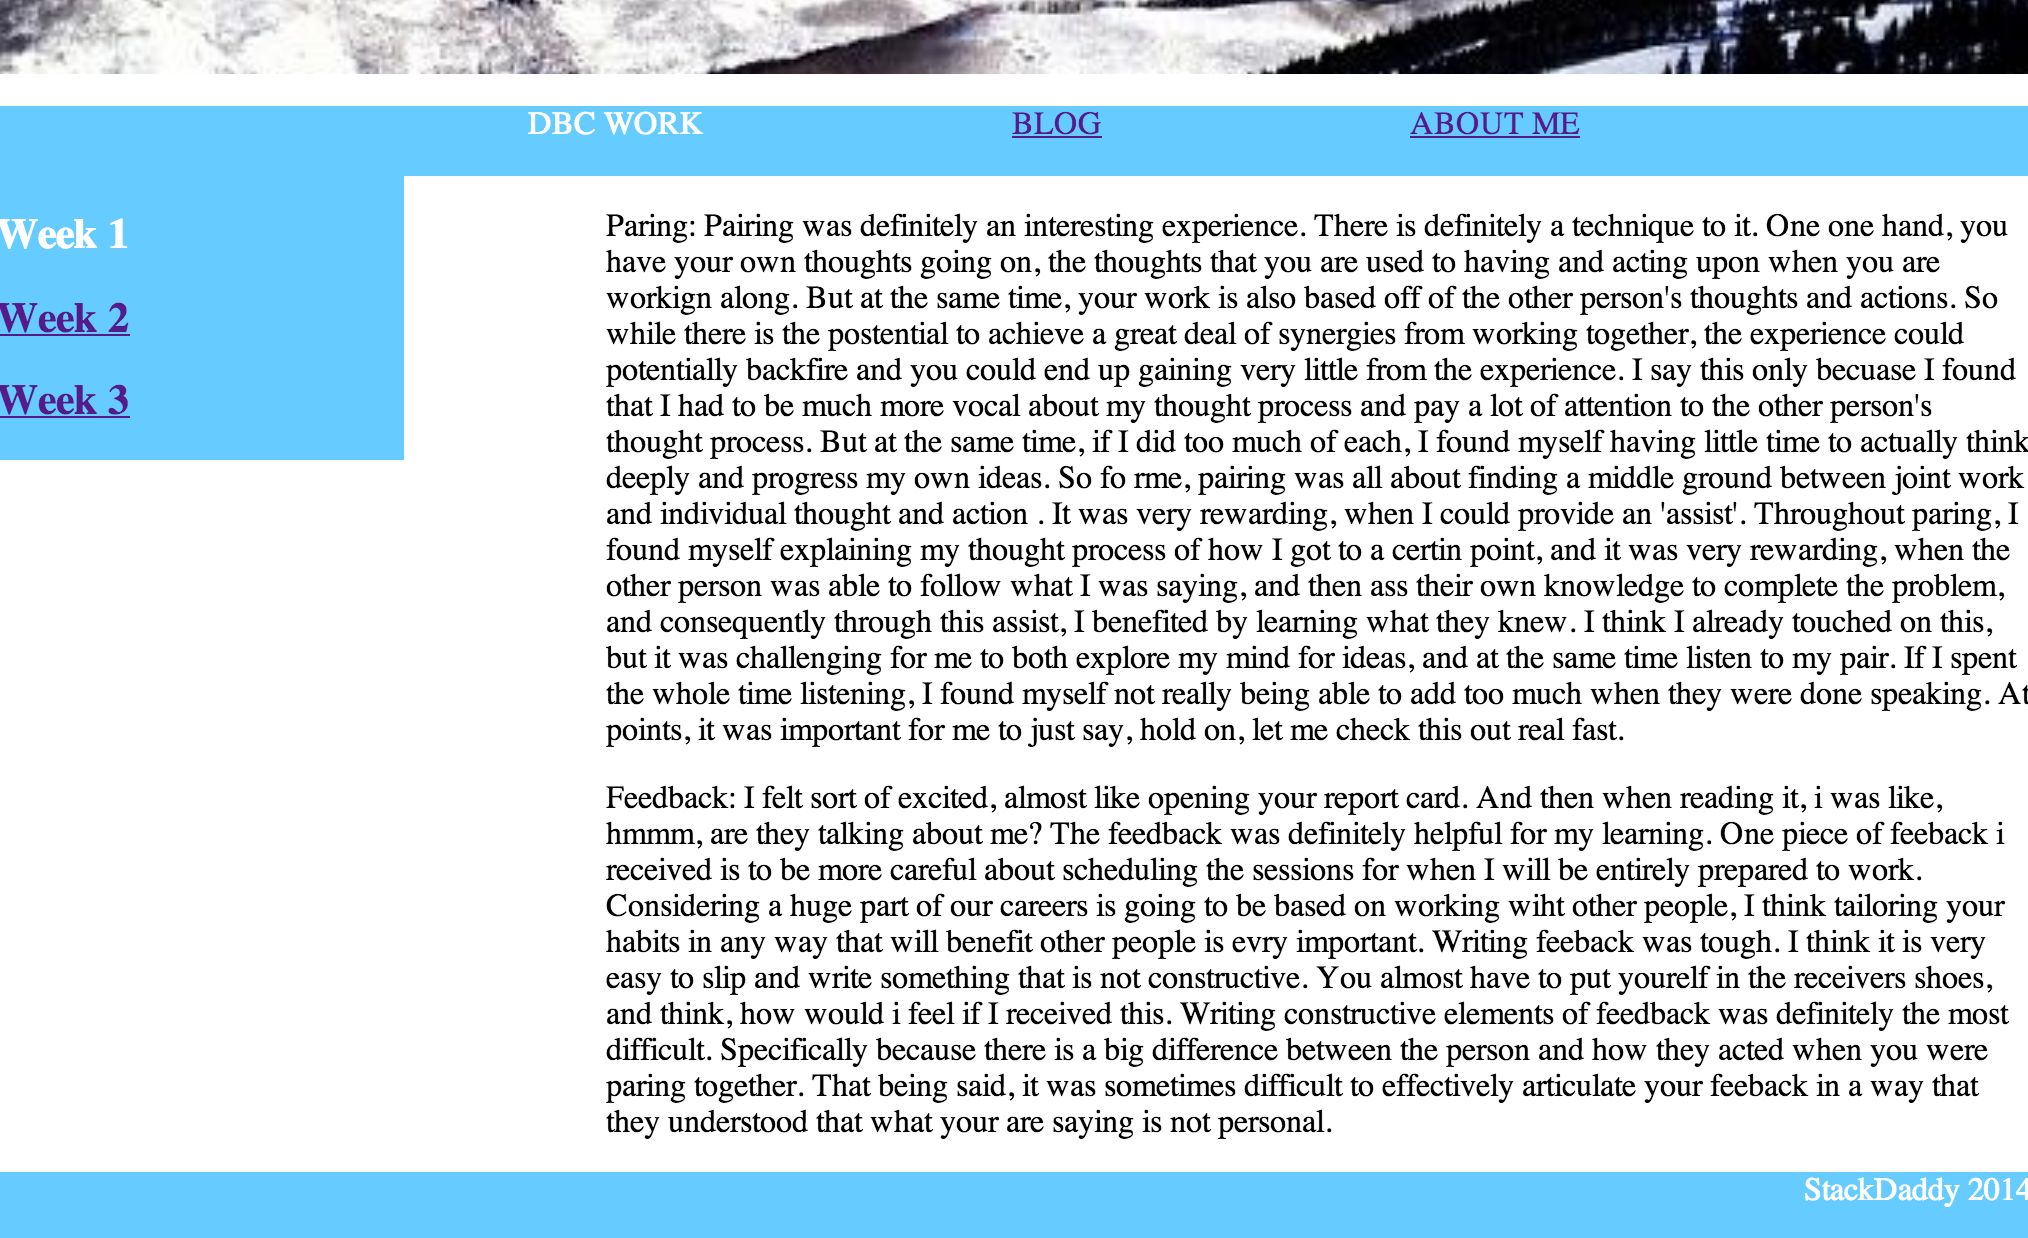 DBC WORK BLOG ABOUT ME
Week 1
Week 2
Week 3
Paring: Pairing was definitely an interesting experience. There is definitely a technique to it. One one hand, you
have your own thoughts going on, the thoughts that you are used to having and acting upon when you are
workign along. But at the same time, your work is also based off of the other person's thoughts and actions. So
while there is the postential to achieve a great deal of synergies from working together, the experience could
potentially backfire and you could end up gaining very little from the experience. I say this only becuase I found
that I had to be much more vocal about my thought process and pay a lot of attention to the other person's
thought process. But at the same time, if I did too much of each, I found myself having little time to actually think
deeply and progress my own ideas. So fo rme, pairing was all about finding a middle ground between joint work
and individual thought and action . It was very rewarding, when I could provide an 'assist'. Throughout paring, I
found myself explaining my thought process of how I got to a certin point, and it was very rewarding, when the
other person was able to follow what I was saying, and then ass their own knowledge to complete the problem,
and consequently through this assist, I benefited by learning what they knew. I think I already touched on this,
but it was challenging for me to both explore my mind for ideas, and at the same time listen to my pair. If I spent
the whole time listening, I found myself not really being able to add too much when they were done speaking. At
points, it was important for me to just say, hold on, let me check this out real fast.
Feedback: I felt sort of excited, almost like opening your report card. And then when reading it, i was like,
hmmm, are they talking about me? The feedback was definitely helpful for my learning. One piece of feeback i
received is to be more careful about scheduling the sessions for when I will be entirely prepared to work.
Considering a huge part of our careers is going to be based on working wiht other people, I think tailoring your
habits in any way that will benefit other people is evry important. Writing feeback was tough. I think it is very
easy to slip and write something that is not constructive. You almost have to put yourelf in the receivers shoes,
and think, how would i feel if I received this. Writing constructive elements of feedback was definitely the most
difficult. Specifically because there is a big difference between the person and how they acted when you were
paring together. That being said, it was sometimes difficult to effectively articulate your feeback in a way that
they understood that what your are saying is not personal.
StackDaddy 2014